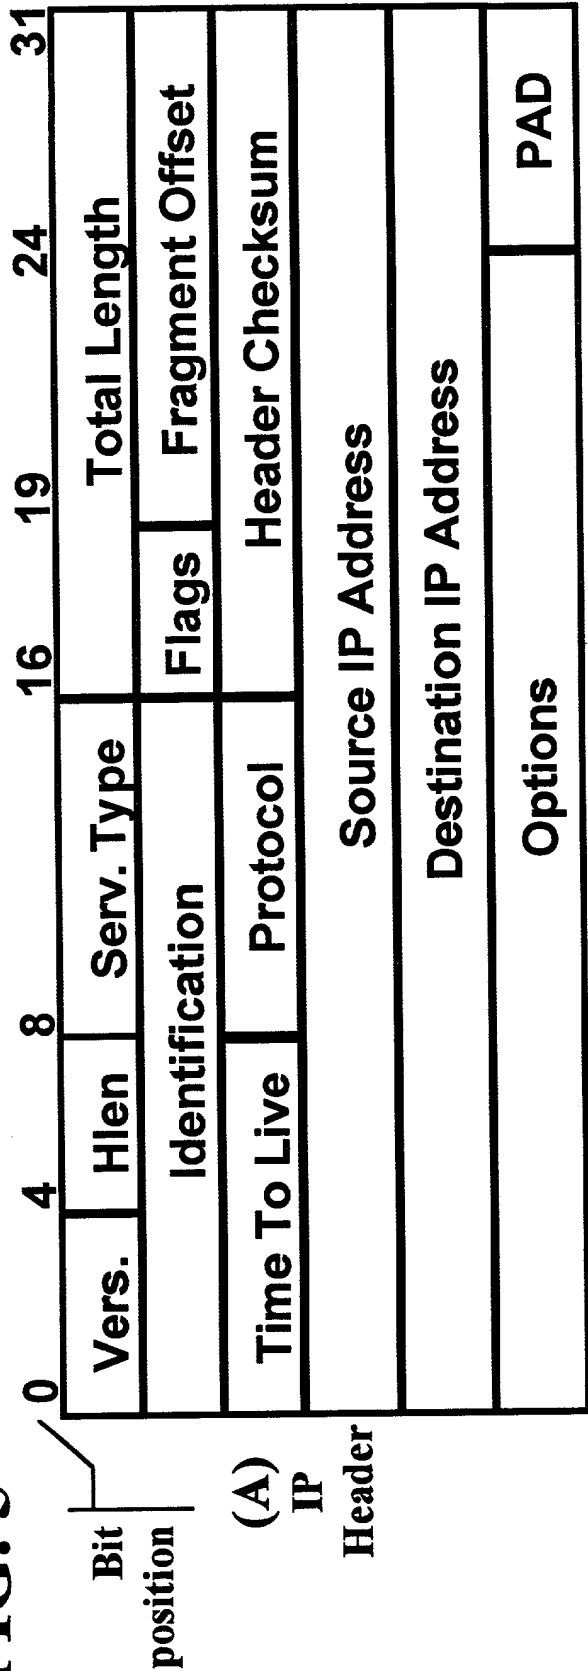 Bit position
0 4 8 16 19 24 31
Vers. Hlen Serv. Type Total Length
Identification Flags Fragment Offset
(A) IP Header
Time To Live Protocol Header Checksum
Source IP Address
Destination IP Address
Options PAD